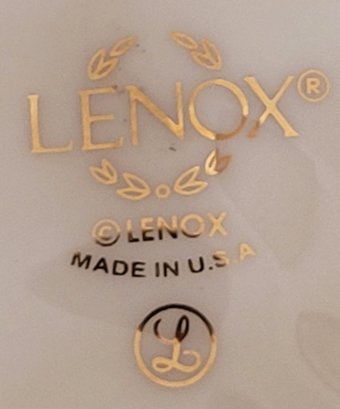 LENOX®
© LENOX
MADE IN U.S.A
L